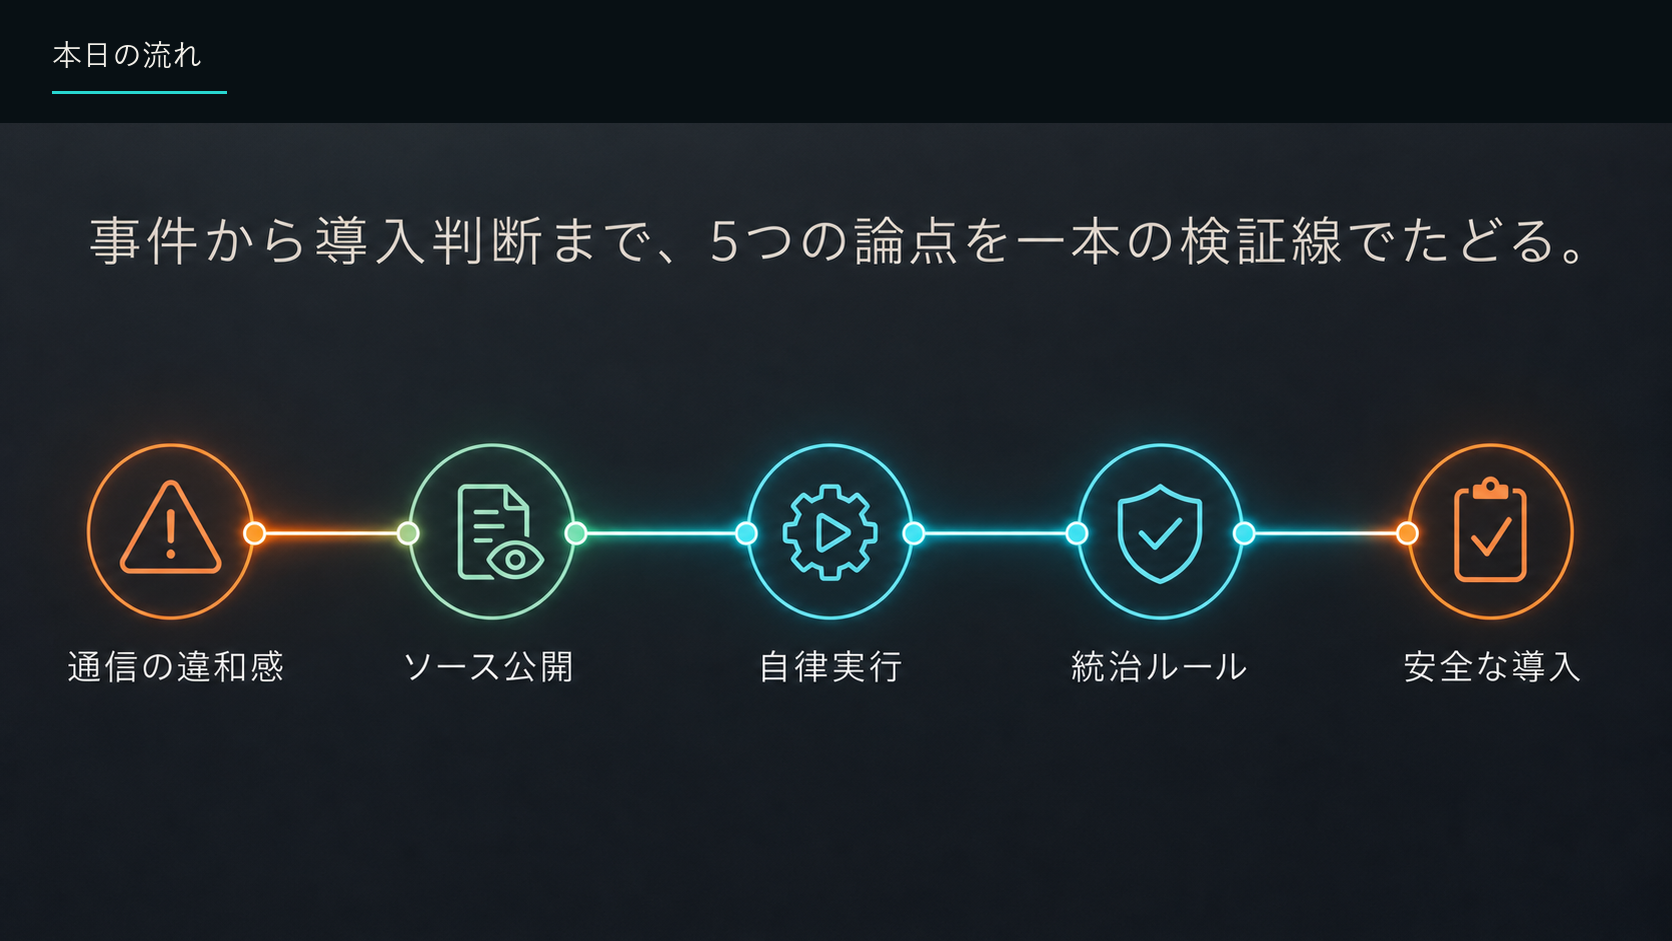 本日の流れ
事件から導入判断まで、5つの論点を一本の検証線でたどる。
通信の違和感
ソース公開
自律実行
統治ルール
安全な導入